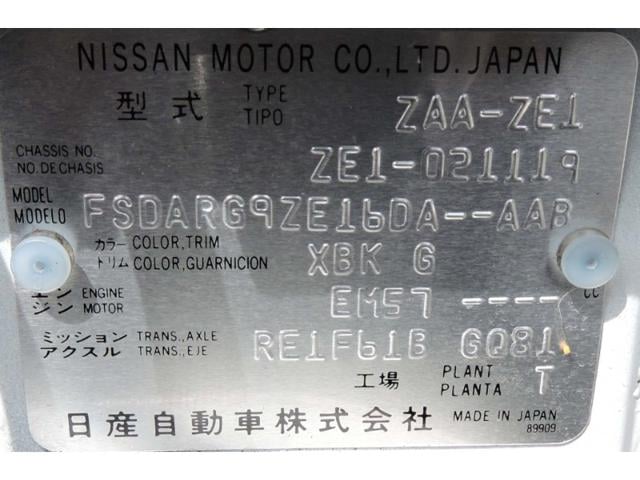 NISSAN MOTOR CO.,LTD. JAPAN
型式 TYPE TIPO ZAA-ZE1
CHASSIS NO. NO.DE CHASIS ZE1-021119
MODEL MODELO FSDARG9ZE16DA--AAB
カラー COLOR,TRIM
トリム COLOR,GUARNICION XBK G
エンジン ENGINE MOTOR EM57 ---- cc
ミッション TRANS.,AXLE
アクスル TRANS.,EJE RE1F61B GQ81
工場 PLANT PLANTA T
日産自動車株式会社 MADE IN JAPAN
89909